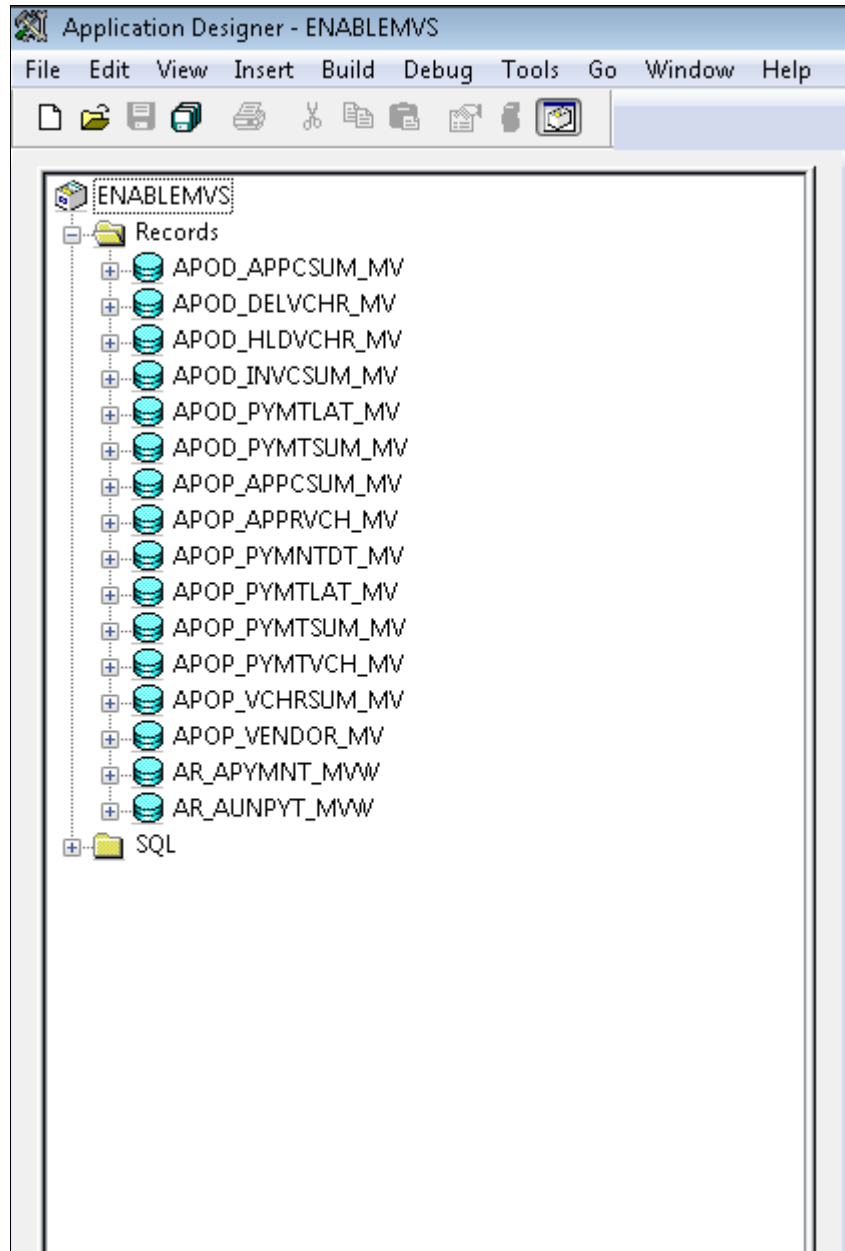 Application Designer - ENABLEMVS
File Edit View Insert Build Debug Tools Go Window Help
ENABLEMVS
Records
APOD_APPCSUM_MV
APOD_DELVCHR_MV
APOD_HLDVCHR_MV
APOD_INVCSUM_MV
APOD_PYMTLAT_MV
APOD_PYMTSUM_MV
APOP_APPCSUM_MV
APOP_APPRVCH_MV
APOP_PYMNTDT_MV
APOP_PYMTLAT_MV
APOP_PYMTSUM_MV
APOP_PYMTVCH_MV
APOP_VCHRSUM_MV
APOP_VENDOR_MV
AR_APYMNT_MVW
AR_AUNPYT_MVW
SQL